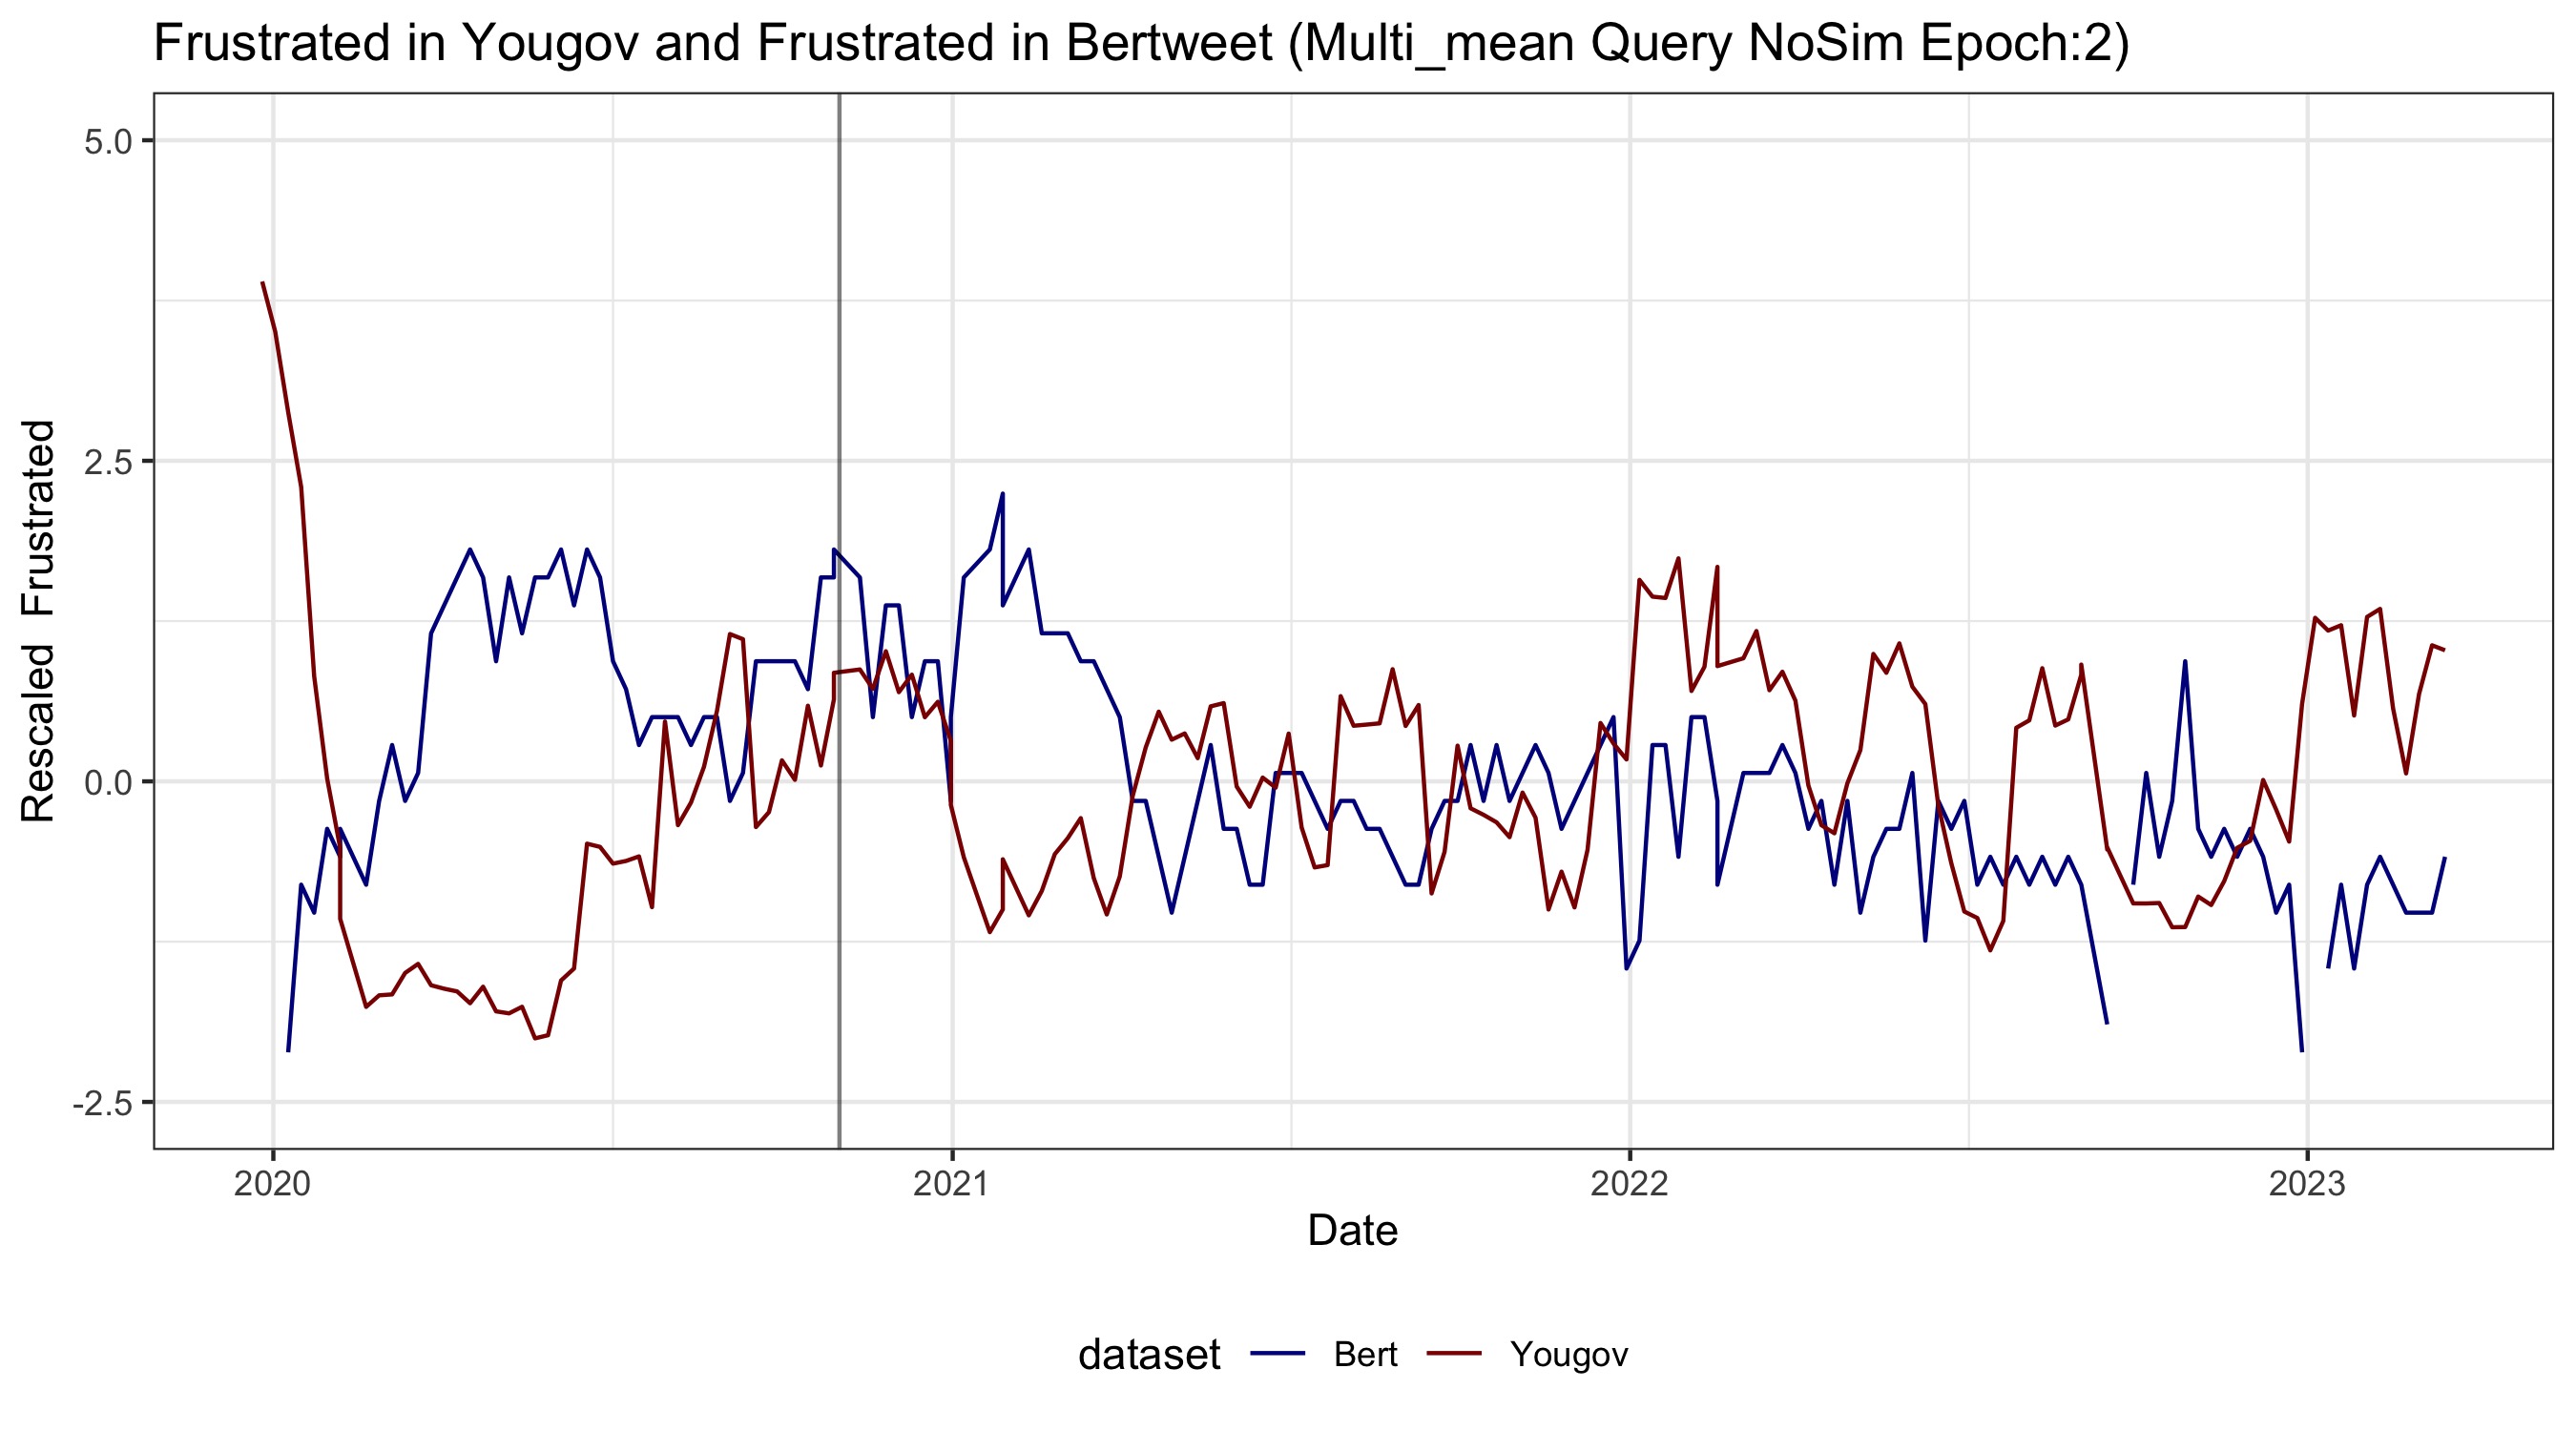 Frustrated in Yougov and Frustrated in Bertweet (Multi_mean Query NoSim Epoch:2)
Rescaled Frustrated
5.0
2.5
0.0
-2.5
2020
2021
2022
2023
Date
dataset Bert Yougov